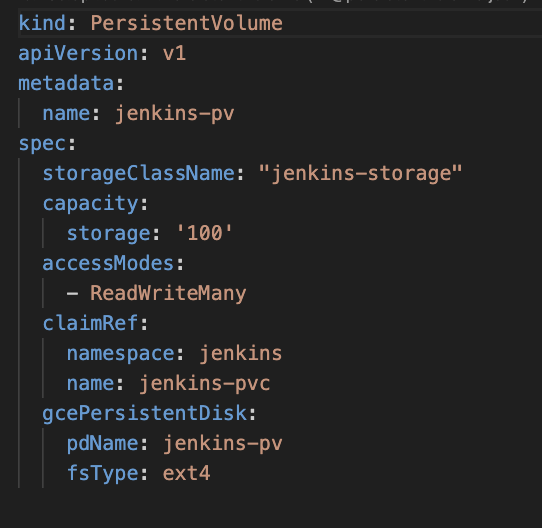 kind: PersistentVolume
apiVersion: v1
metadata:
  name: jenkins-pv
spec:
  storageClassName: "jenkins-storage"
  capacity:
    storage: '100'
  accessModes:
    - ReadWriteMany
  claimRef:
    namespace: jenkins
    name: jenkins-pvc
  gcePersistentDisk:
    pdName: jenkins-pv
    fsType: ext4